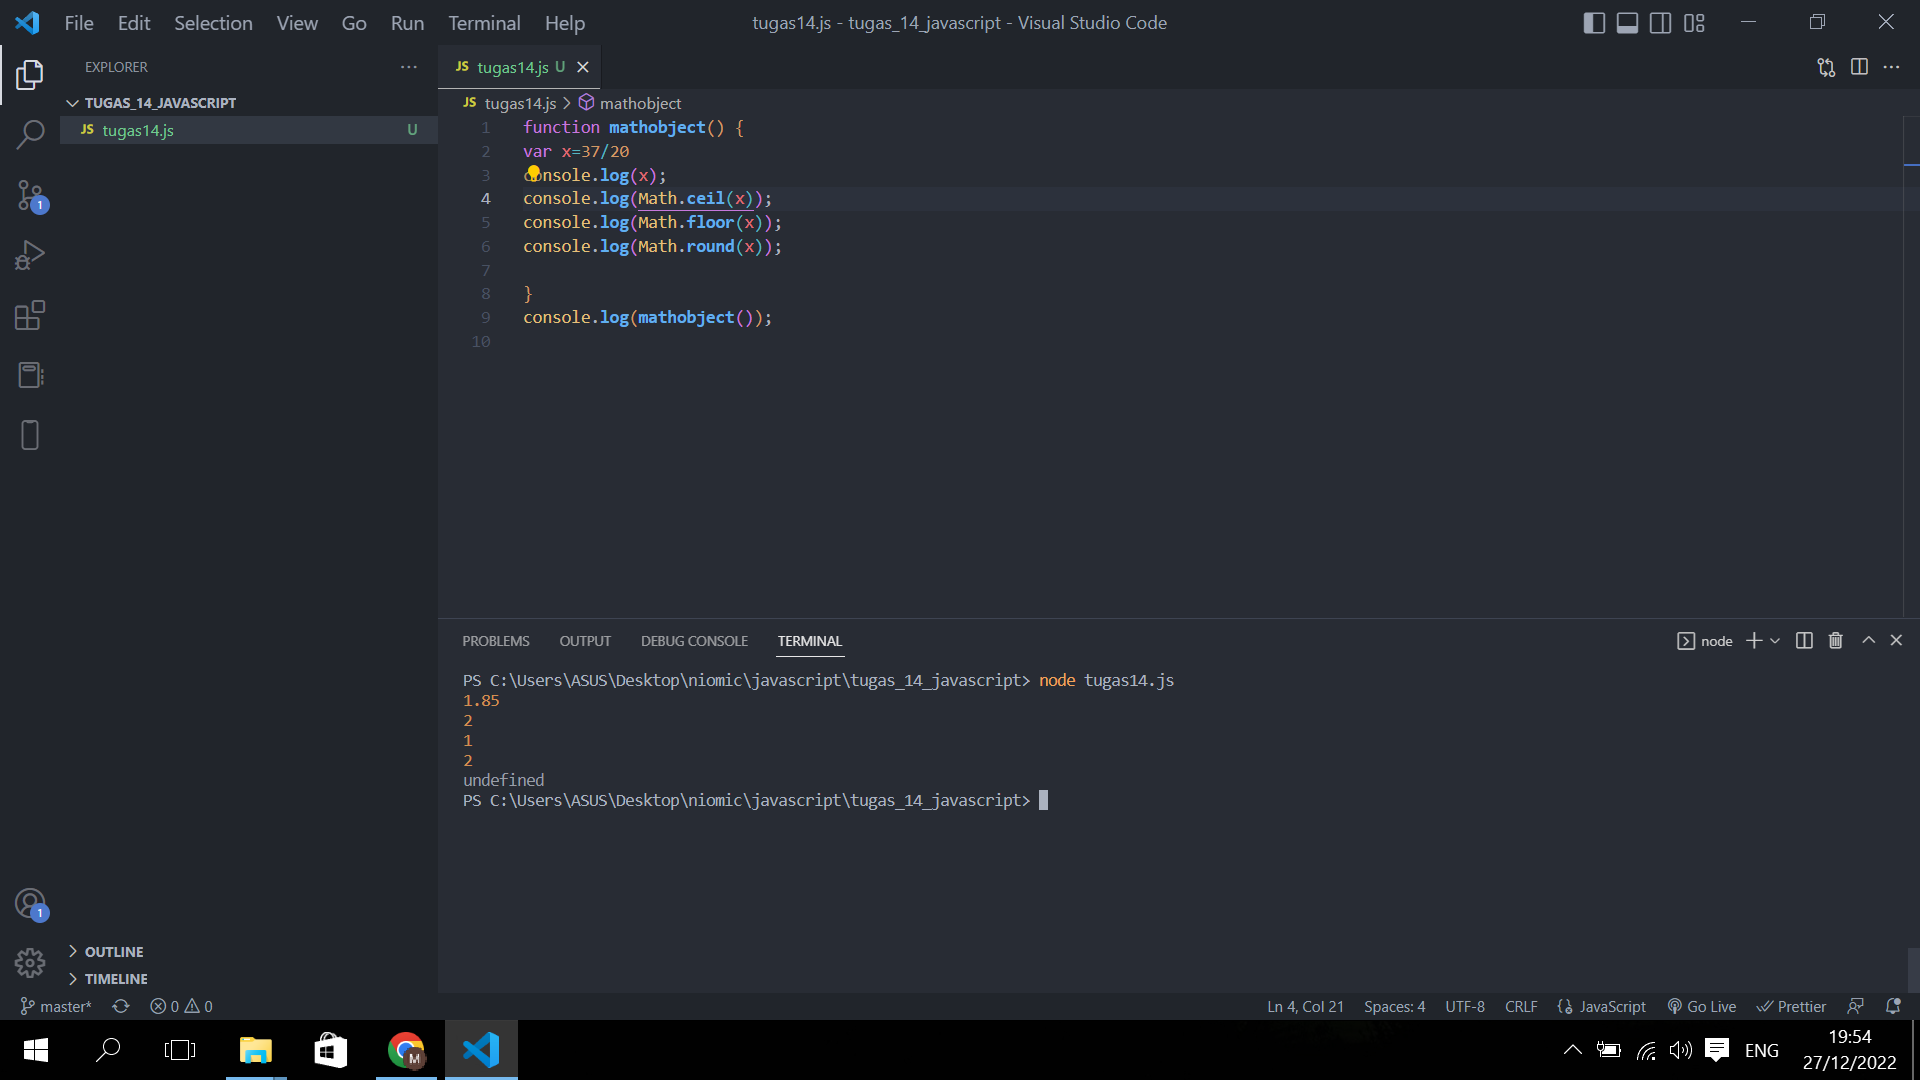 File Edit Selection View Go Run Terminal Help tugas14.js - tugas_14_javascript - Visual Studio Code
EXPLORER
TUGAS_14_JAVASCRIPT
JS tugas14.js U
JS tugas14.js U
JS tugas14.js > mathobject
1 function mathobject() {
2 var x=37/20
3 console.log(x);
4 console.log(Math.ceil(x));
5 console.log(Math.floor(x));
6 console.log(Math.round(x));
7
8 }
9 console.log(mathobject());
10
1
1
OUTLINE
TIMELINE
PROBLEMS OUTPUT DEBUG CONSOLE TERMINAL node
PS C:\Users\ASUS\Desktop\niomic\javascript\tugas_14_javascript> node tugas14.js
1.85
2
1
2
undefined
PS C:\Users\ASUS\Desktop\niomic\javascript\tugas_14_javascript>
master* 0 0 Ln 4, Col 21 Spaces: 4 UTF-8 CRLF JavaScript Go Live Prettier
M ENG 19:54
27/12/2022